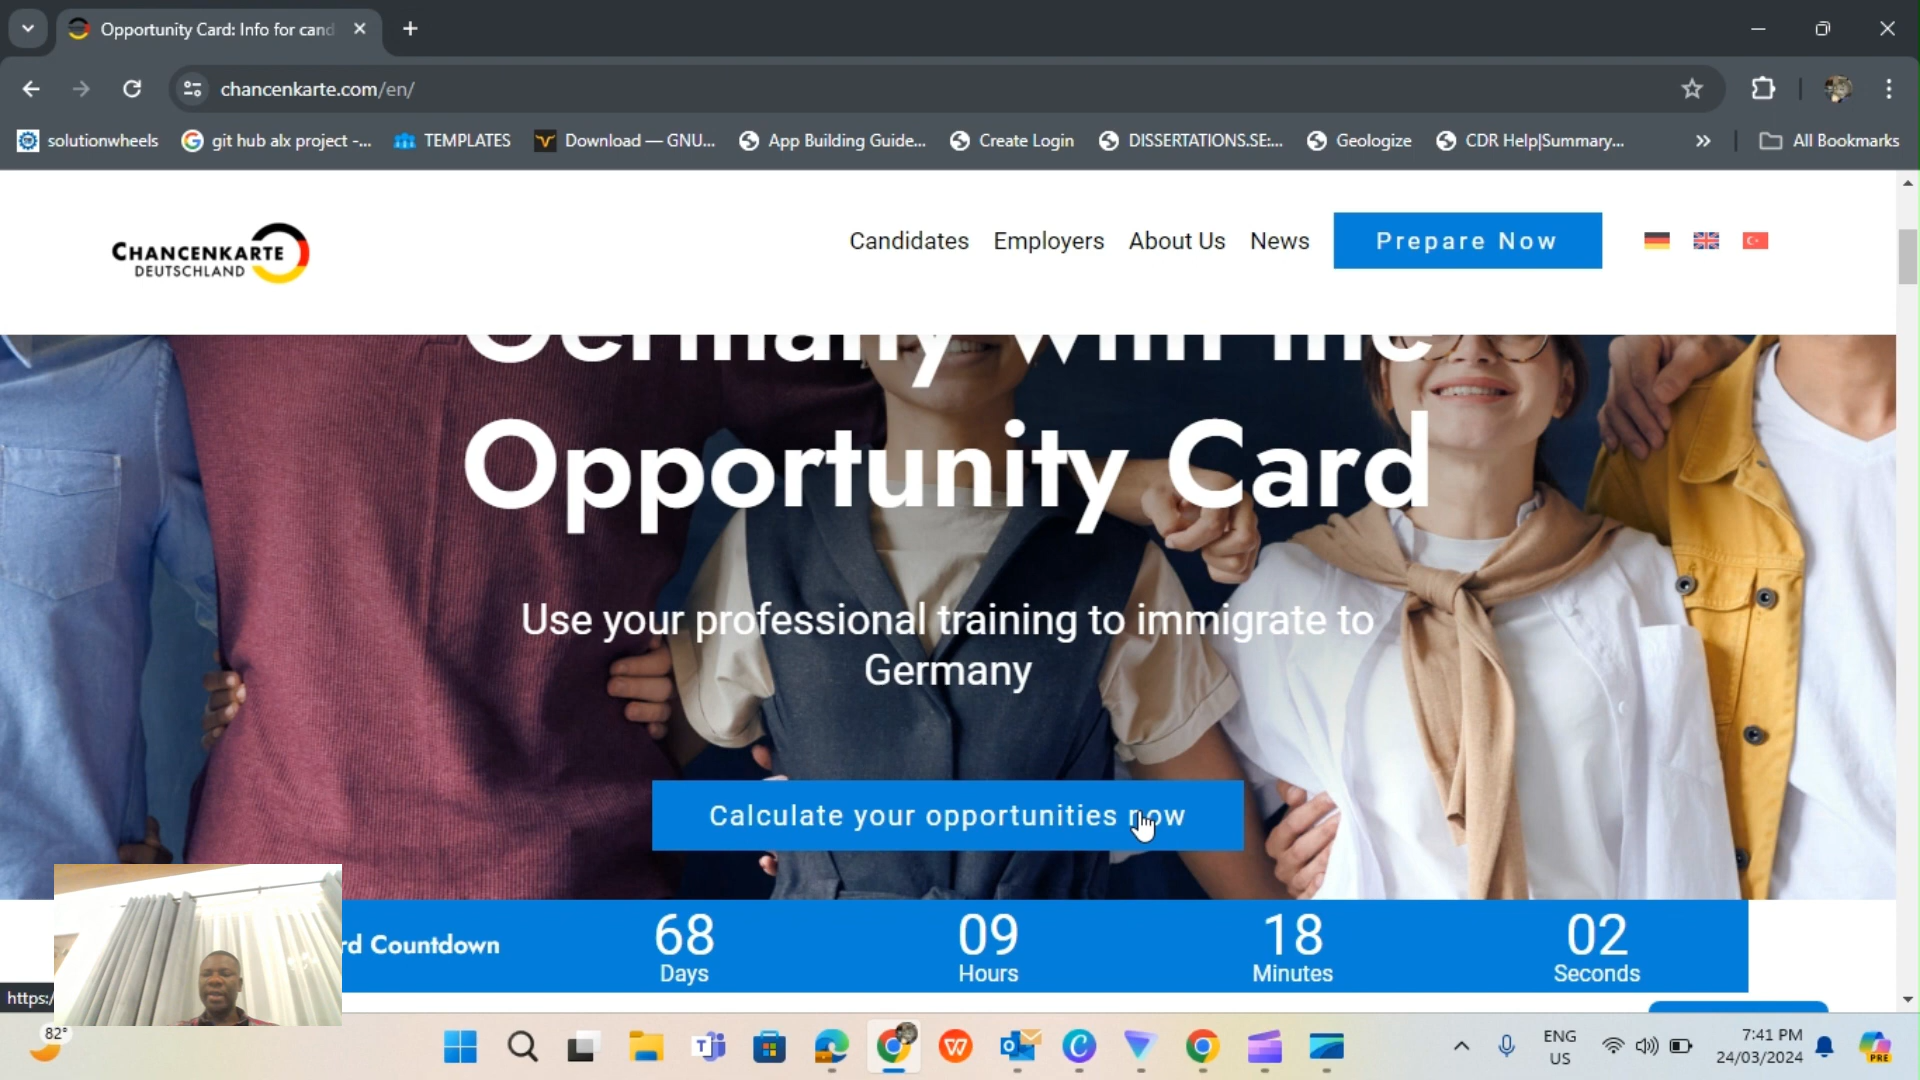 Opportunity Card: Info for cand
chancenkarte.com/en/
solutionwheels
git hub alx project -...
TEMPLATES
Download — GNU...
App Building Guide...
Create Login
DISSERTATIONS.SE:...
Geologize
CDR Help|Summary...
All Bookmarks
CHANCENKARTE
DEUTSCHLAND
Candidates
Employers
About Us
News
Prepare Now
Germany with the
Opportunity Card
Use your professional training to immigrate to
Germany
Calculate your opportunities now
rd Countdown
68
Days
09
Hours
18
Minutes
02
Seconds
https:/
82°
ENG
US
7:41 PM
24/03/2024
PRE